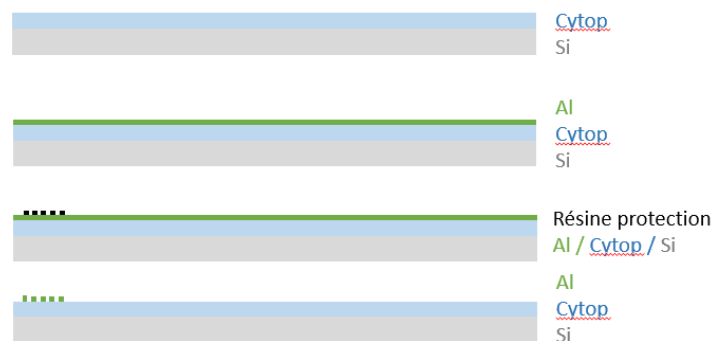 Cytop
Si
Al
Cytop
Si
Résine protection
Al / Cytop / Si
Al
Cytop
Si